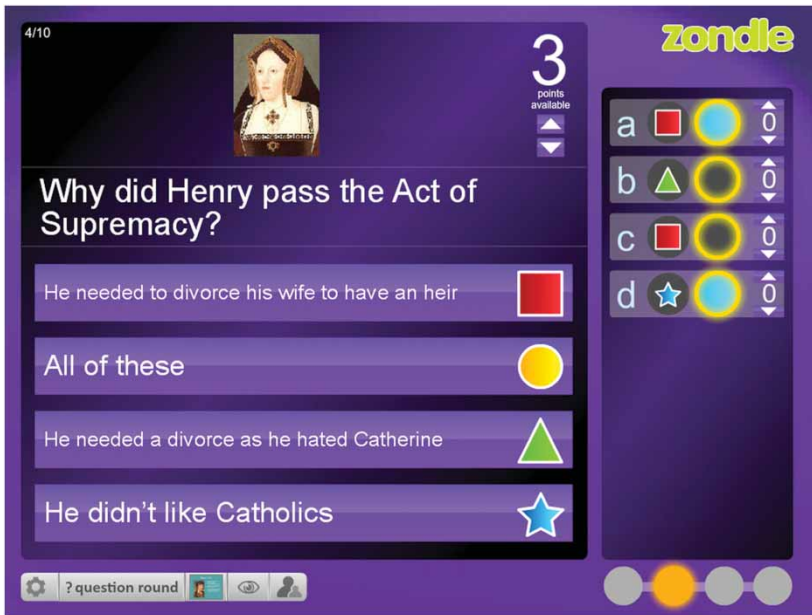 4/10
zondle
3
points
available
Why did Henry pass the Act of
Supremacy?
He needed to divorce his wife to have an heir
All of these
He needed a divorce as he hated Catherine
He didn't like Catholics
a 0
b 0
c 0
d 0
? question round